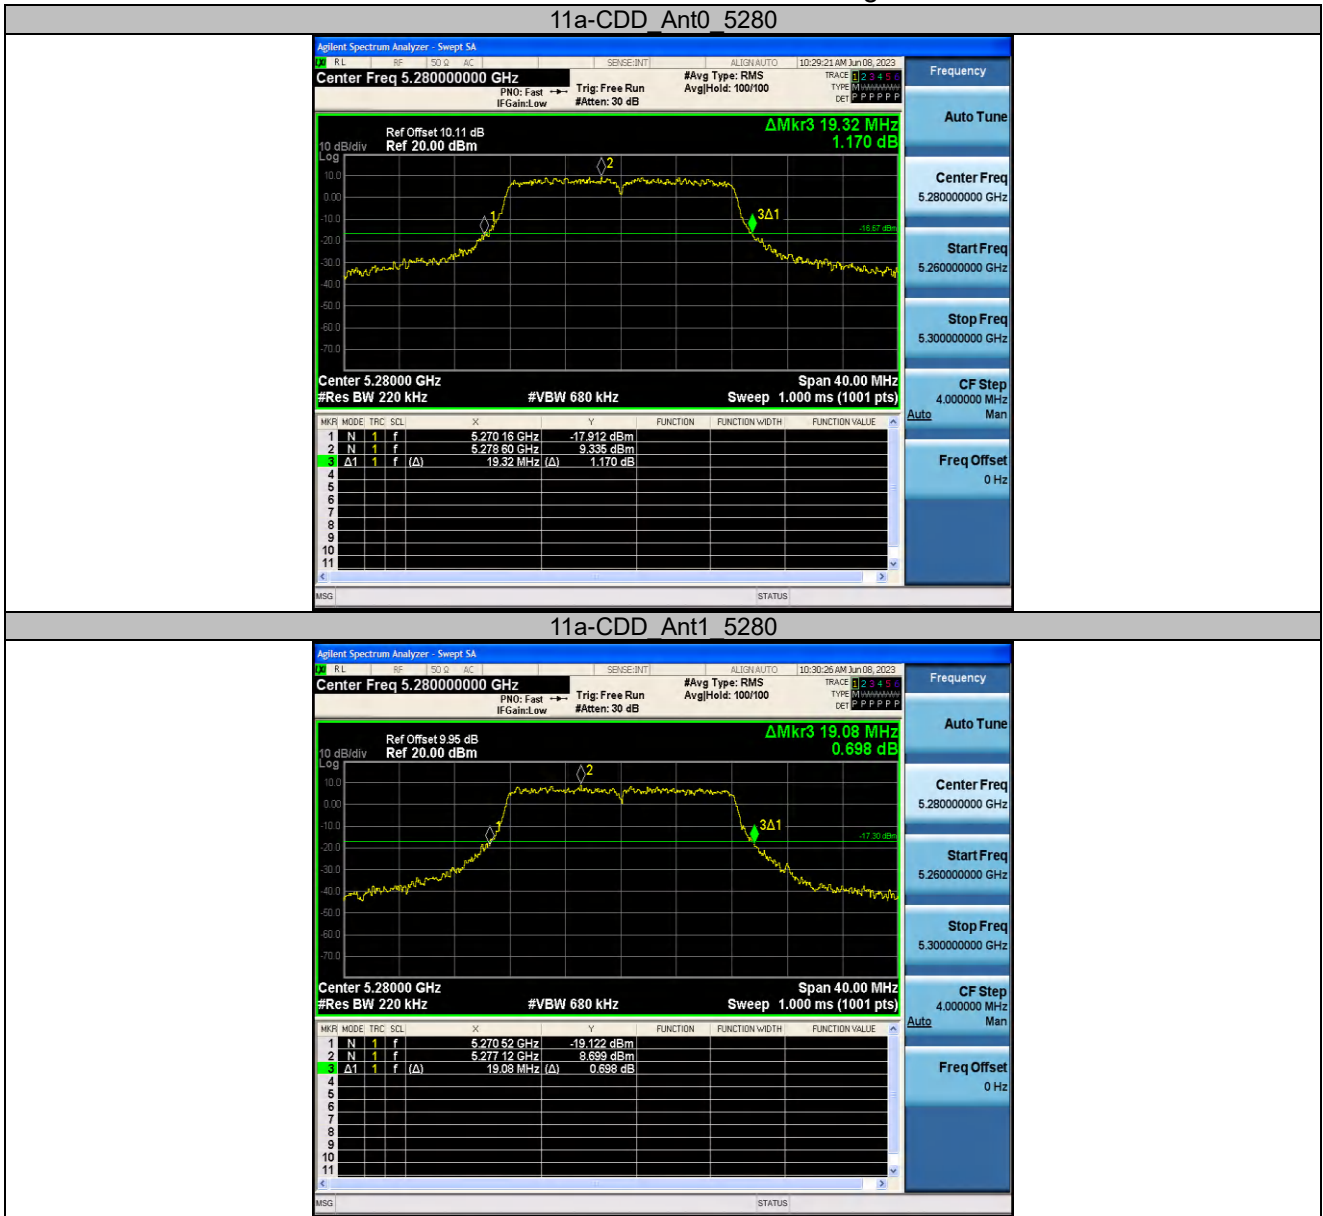 11a-CDD_Ant0_5280
Agilent Spectrum Analyzer - Swept SA
RL RF 50 Ω AC SENSE:INT ALIGN AUTO 10:29:21 AM Jun 08, 2023
Center Freq 5.280000000 GHz
PNO: Fast
IFGain:Low
Trig: Free Run
#Atten: 30 dB
#Avg Type: RMS
Avg|Hold: 100/100
TRACE 1 2 3 4 5 6
TYPE M WWWWW
DET P P P P P P
Frequency
Auto Tune
Center Freq
5.280000000 GHz
Start Freq
5.260000000 GHz
Stop Freq
5.300000000 GHz
CF Step
4.000000 MHz
Auto Man
Freq Offset
0 Hz
ΔMkr3 19.32 MHz
1.170 dB
Ref Offset 10.11 dB
10 dB/div Ref 20.00 dBm
Log
10.0
0.00
-10.0
-20.0
-30.0
-40.0
-50.0
-60.0
-70.0
1
2
3Δ1
-16.67 dBm
Center 5.28000 GHz Span 40.00 MHz
#Res BW 220 kHz #VBW 680 kHz Sweep 1.000 ms (1001 pts)
MKR MODE TRC SCL X Y FUNCTION FUNCTION WIDTH FUNCTION VALUE
1 N 1 f 5.270 16 GHz -17.912 dBm
2 N 1 f 5.278 60 GHz 9.335 dBm
3 Δ1 1 f (Δ) 19.32 MHz (Δ) 1.170 dB
4
5
6
7
8
9
10
11
MSG STATUS
11a-CDD_Ant1_5280
Agilent Spectrum Analyzer - Swept SA
RL RF 50 Ω AC SENSE:INT ALIGN AUTO 10:30:26 AM Jun 08, 2023
Center Freq 5.280000000 GHz
PNO: Fast
IFGain:Low
Trig: Free Run
#Atten: 30 dB
#Avg Type: RMS
Avg|Hold: 100/100
TRACE 1 2 3 4 5 6
TYPE M WWWWW
DET P P P P P P
Frequency
Auto Tune
Center Freq
5.280000000 GHz
Start Freq
5.260000000 GHz
Stop Freq
5.300000000 GHz
CF Step
4.000000 MHz
Auto Man
Freq Offset
0 Hz
ΔMkr3 19.08 MHz
0.698 dB
Ref Offset 9.95 dB
10 dB/div Ref 20.00 dBm
Log
10.0
0.00
-10.0
-20.0
-30.0
-40.0
-50.0
-60.0
-70.0
1
2
3Δ1
-17.30 dBm
Center 5.28000 GHz Span 40.00 MHz
#Res BW 220 kHz #VBW 680 kHz Sweep 1.000 ms (1001 pts)
MKR MODE TRC SCL X Y FUNCTION FUNCTION WIDTH FUNCTION VALUE
1 N 1 f 5.270 52 GHz -19.122 dBm
2 N 1 f 5.277 12 GHz 8.699 dBm
3 Δ1 1 f (Δ) 19.08 MHz (Δ) 0.698 dB
4
5
6
7
8
9
10
11
MSG STATUS